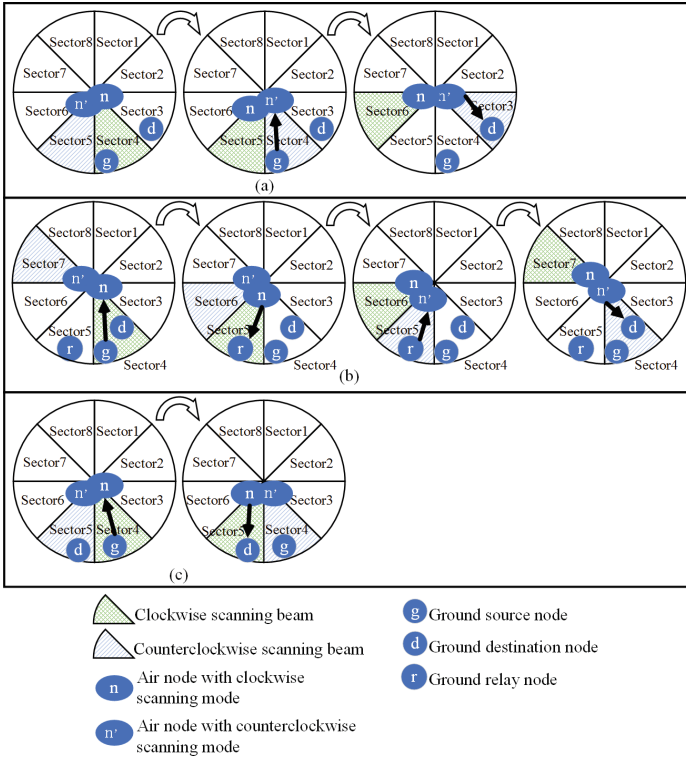 Sector8 Sector1
Sector7 Sector2
Sector6 n' n Sector3
Sector5 Sector4 d
g
Sector8 Sector1
Sector7 Sector2
Sector6 n n' Sector3
Sector5 Sector4 d
g
Sector8 Sector1
Sector7 Sector2
Sector6 n n' Sector3
Sector5 Sector4 d
g
(a)
Sector8 Sector1
Sector7 Sector2
n' n
Sector6 Sector3
Sector5 d
r g
Sector4
Sector8 Sector1
Sector7 n' Sector2
Sector6 n Sector3
Sector5 d
r g
Sector4
Sector8 Sector1
Sector7 Sector2
n
Sector6 n' Sector3
Sector5 d
r g
Sector4
Sector8 Sector1
Sector7 n Sector2
Sector6 n' Sector3
Sector5 d
r g
Sector4
(b)
Sector8 Sector1
Sector7 Sector2
Sector6 n' n Sector3
Sector5 Sector4
d g
Sector8 Sector1
Sector7 Sector2
Sector6 n n' Sector3
Sector5 Sector4
d g
(c)
Clockwise scanning beam
Counterclockwise scanning beam
n Air node with clockwise
scanning mode
n' Air node with counterclockwise
scanning mode
g Ground source node
d Ground destination node
r Ground relay node